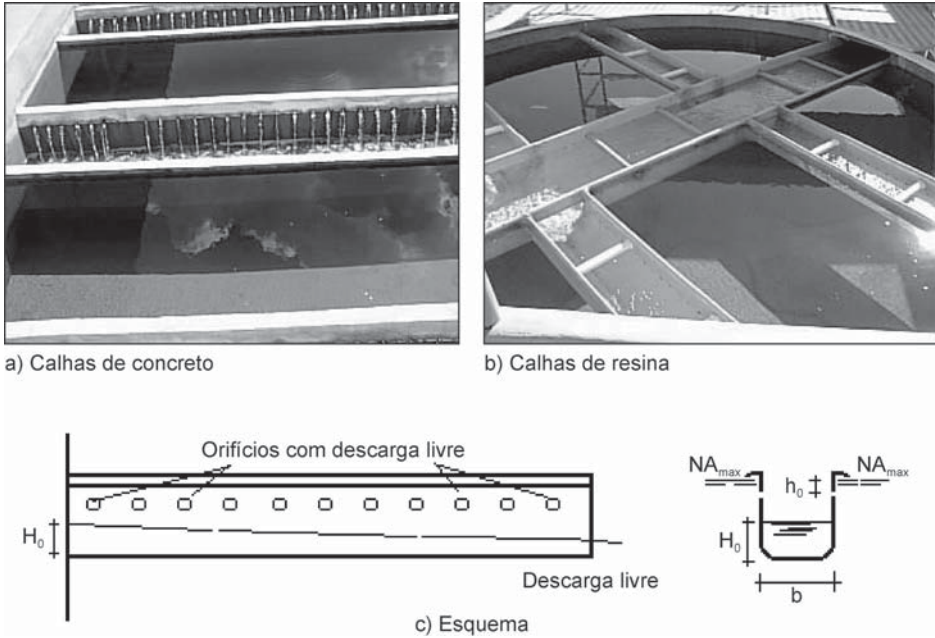 a) Calhas de concreto
b) Calhas de resina
Orifícios com descarga livre
H₀
Descarga livre
NAmax
NAmax
h₀
H₀
b
c) Esquema